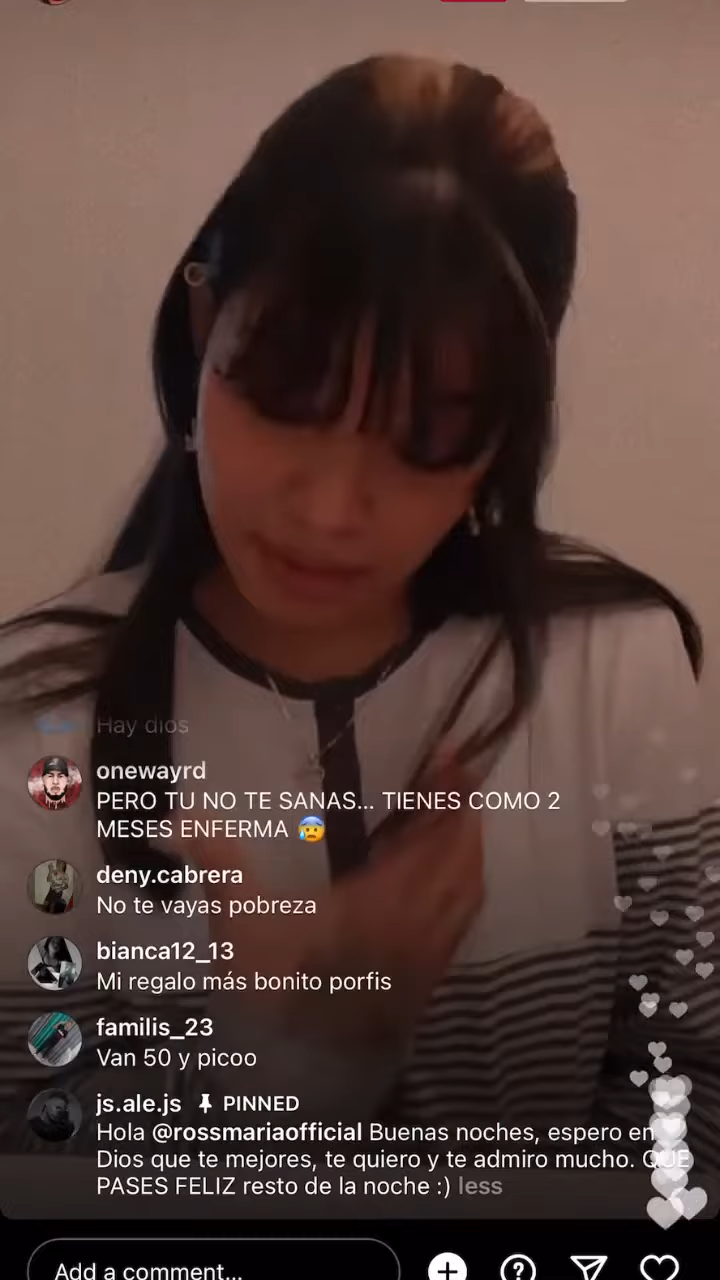 Hay dios
onewayrd
PERO TU NO TE SANAS... TIENES COMO 2
MESES ENFERMA 😰
deny.cabrera
No te vayas pobreza
bianca12_13
Mi regalo más bonito porfis
familis_23
Van 50 y picoo
js.ale.js PINNED
Hola @rossmariaofficial Buenas noches, espero en
Dios que te mejores, te quiero y te admiro mucho. QUE
PASES FELIZ resto de la noche :) less
Add a comment...